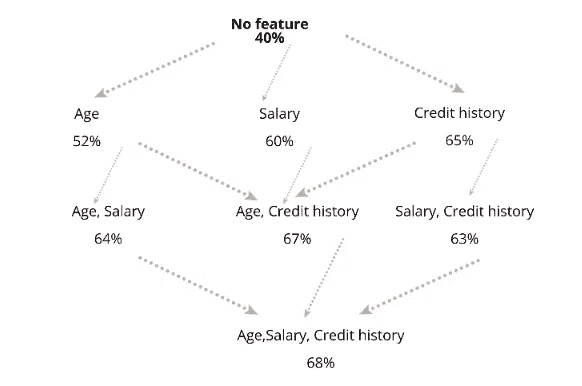 No feature
40%
Age
Salary
Credit history
52%
60%
65%
Age, Salary
Age, Credit history
Salary, Credit history
64%
67%
63%
Age,Salary, Credit history
68%